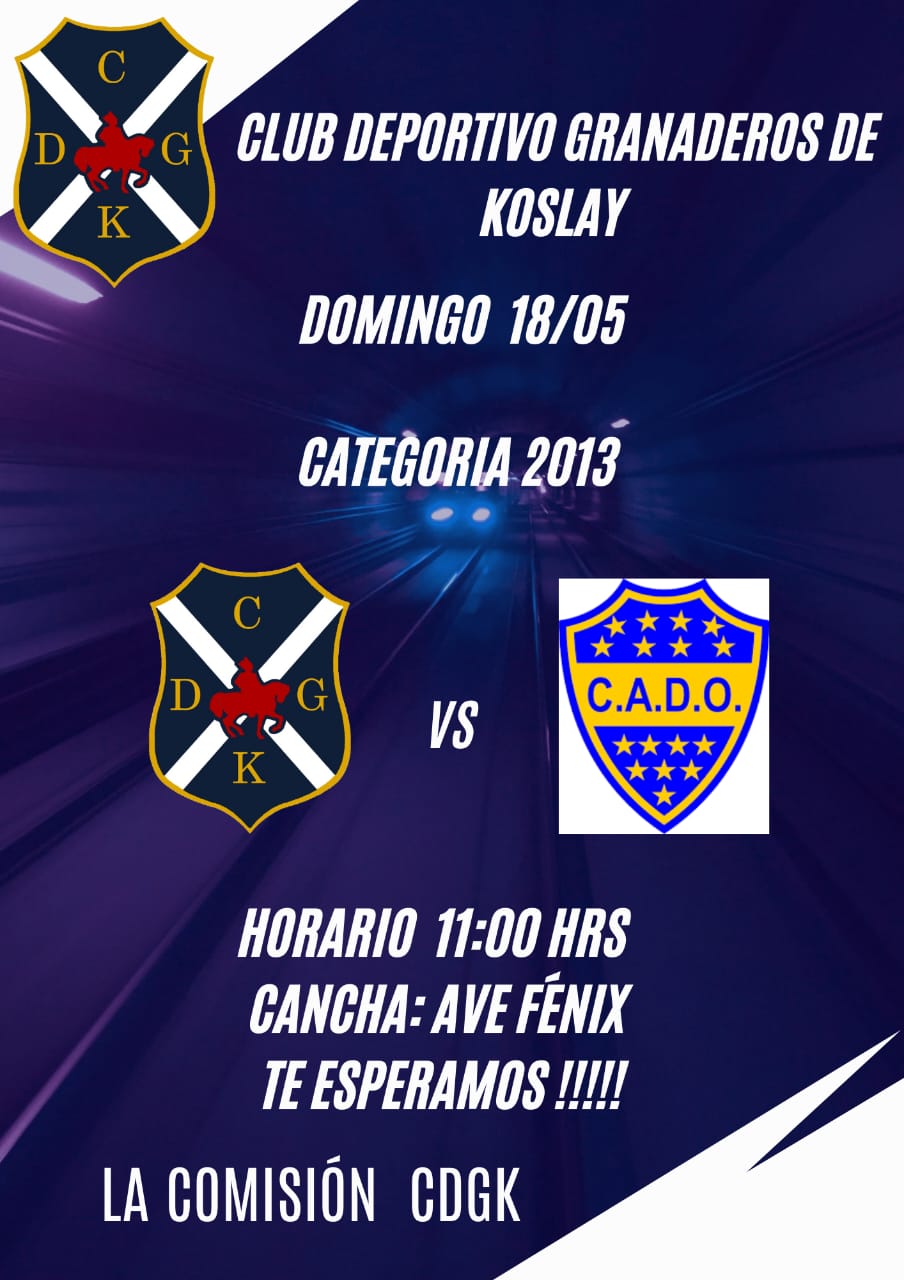 C
D G
K
CLUB DEPORTIVO GRANADEROS DE
KOSLAY
DOMINGO 18/05
CATEGORIA 2013
C
D G
K
VS
C.A.D.O.
HORARIO 11:00 HRS
CANCHA: AVE FÉNIX
TE ESPERAMOS !!!!!
LA COMISIÓN CDGK